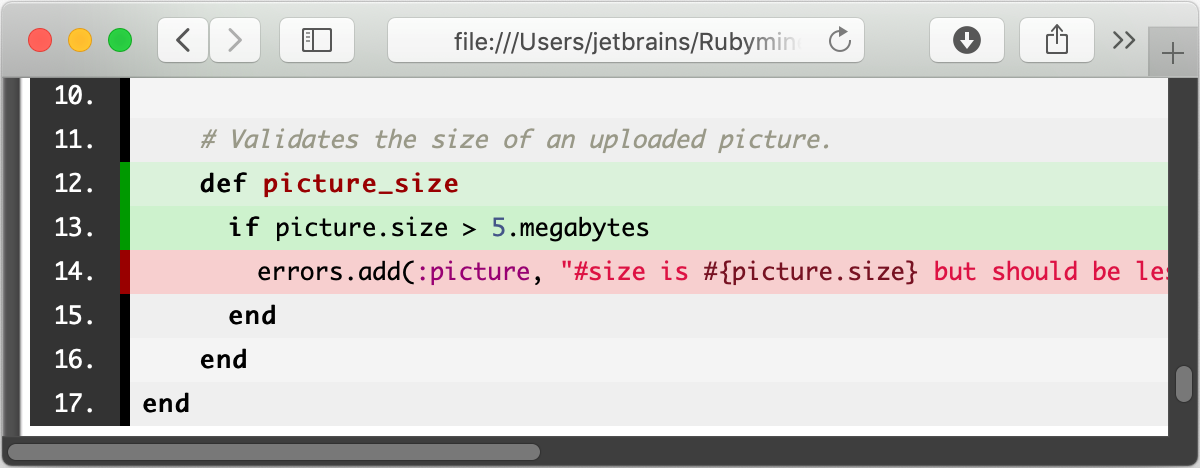 file:///Users/jetbrains/Rubymin
10.
11. # Validates the size of an uploaded picture.
12. def picture_size
13. if picture.size > 5.megabytes
14. errors.add(:picture, "#size is #{picture.size} but should be les
15. end
16. end
17. end